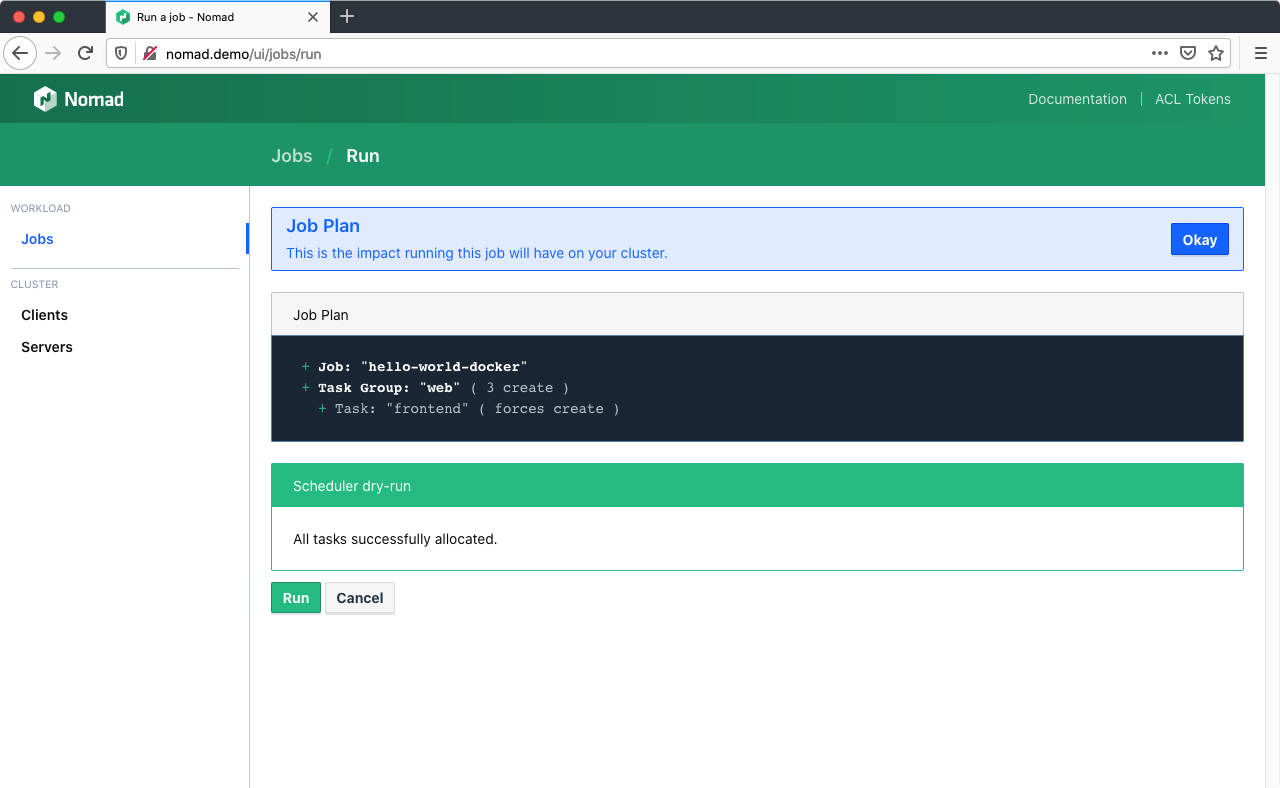 Run a job - Nomad
nomad.demo/ui/jobs/run
Nomad
Documentation
ACL Tokens
Jobs / Run
WORKLOAD
Jobs
CLUSTER
Clients
Servers
Job Plan
This is the impact running this job will have on your cluster.
Okay
Job Plan
+ Job: "hello-world-docker"
+ Task Group: "web" ( 3 create )
+ Task: "frontend" ( forces create )
Scheduler dry-run
All tasks successfully allocated.
Run
Cancel